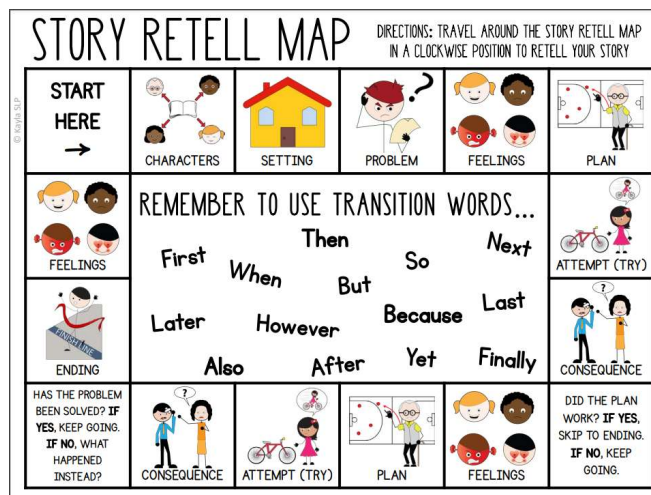 STORY RETELL MAP
DIRECTIONS: TRAVEL AROUND THE STORY RETELL MAP
IN A CLOCKWISE POSITION TO RETELL YOUR STORY
© Kayla SLP
START
HERE
CHARACTERS
SETTING
?
PROBLEM
FEELINGS
PLAN
ATTEMPT (TRY)
?
CONSEQUENCE
DID THE PLAN
WORK? IF YES,
SKIP TO ENDING.
IF NO, KEEP
GOING.
FEELINGS
PLAN
ATTEMPT (TRY)
?
CONSEQUENCE
HAS THE PROBLEM
BEEN SOLVED? IF
YES, KEEP GOING.
IF NO, WHAT
HAPPENED
INSTEAD?
FINISH LINE
ENDING
FEELINGS
REMEMBER TO USE TRANSITION WORDS...
First
Then
Next
When
So
But
Later
However
Because
Last
Also
After
Yet
Finally